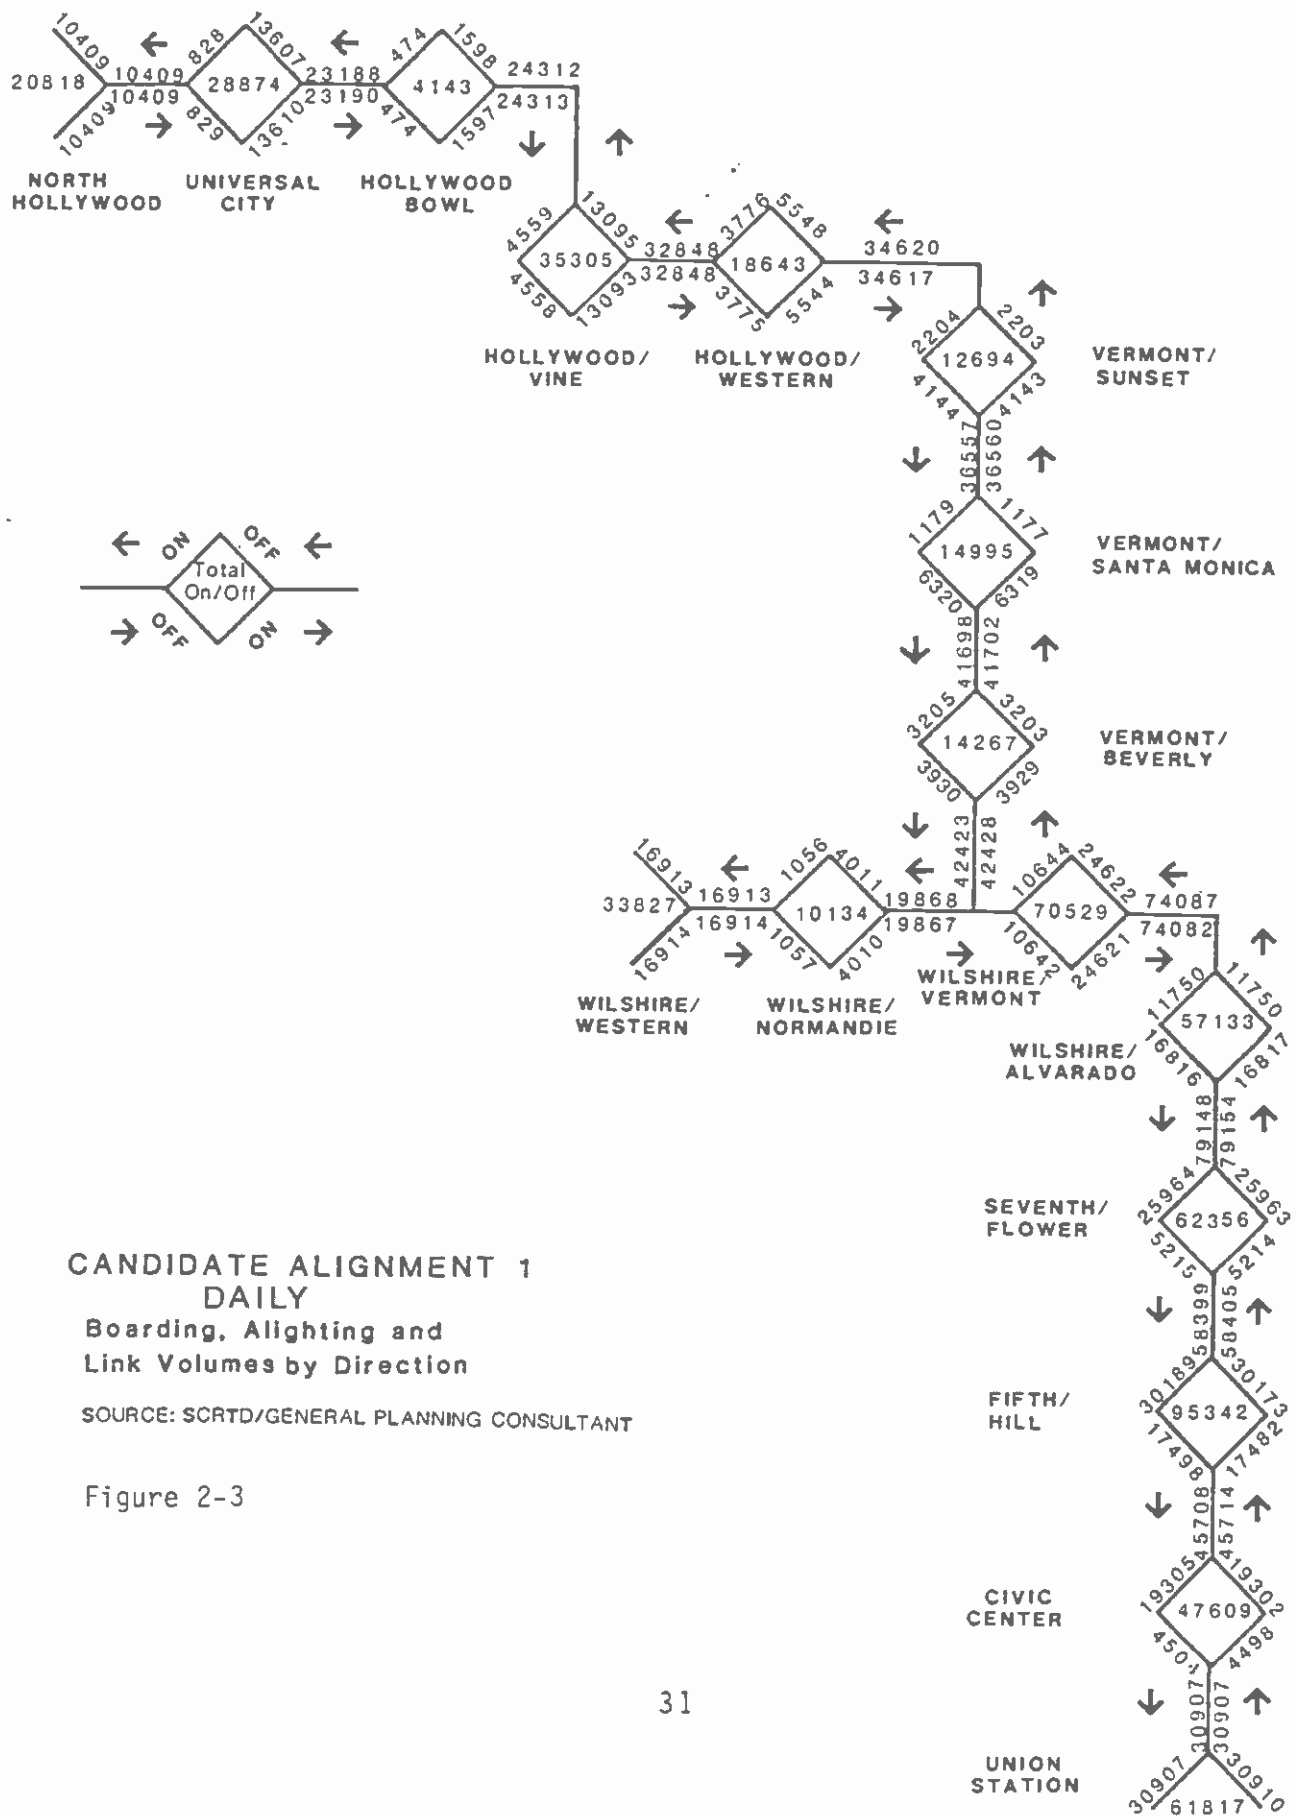 10409
20818
10409
10409
10409
828
13607
28874
829
13610
23188
23190
474
1598
4143
474
1597
24312
24313
NORTH
HOLLYWOOD
UNIVERSAL
CITY
HOLLYWOOD
BOWL
4559
13095
35305
4558
13093
32848
32848
3776
5548
18643
3775
5544
34620
34617
HOLLYWOOD/
VINE
HOLLYWOOD/
WESTERN
2204
2203
12694
4144
4143
VERMONT/
SUNSET
36557
36560
ON
OFF
Total
On/Off
OFF
ON
1179
1177
14995
6320
6319
VERMONT/
SANTA MONICA
41698
41702
3205
3203
14267
3930
3929
VERMONT/
BEVERLY
42423
42428
16913
33827
16914
16913
16914
1056
4011
10134
1057
4010
19868
19867
10644
24622
70529
10642
24621
74087
74082
WILSHIRE/
WESTERN
WILSHIRE/
NORMANDIE
WILSHIRE/
VERMONT
11750
11750
57133
16816
16817
WILSHIRE/
ALVARADO
79148
79154
25964
25963
62356
5215
5214
SEVENTH/
FLOWER
58399
58405
CANDIDATE ALIGNMENT 1
DAILY
Boarding, Alighting and
Link Volumes by Direction
SOURCE: SCRTD/GENERAL PLANNING CONSULTANT
Figure 2-3
30189
30173
95342
17498
17482
FIFTH/
HILL
45708
45714
19305
19302
47609
4498
CIVIC
CENTER
30907
30907
31
UNION
STATION
30907
30910
61817